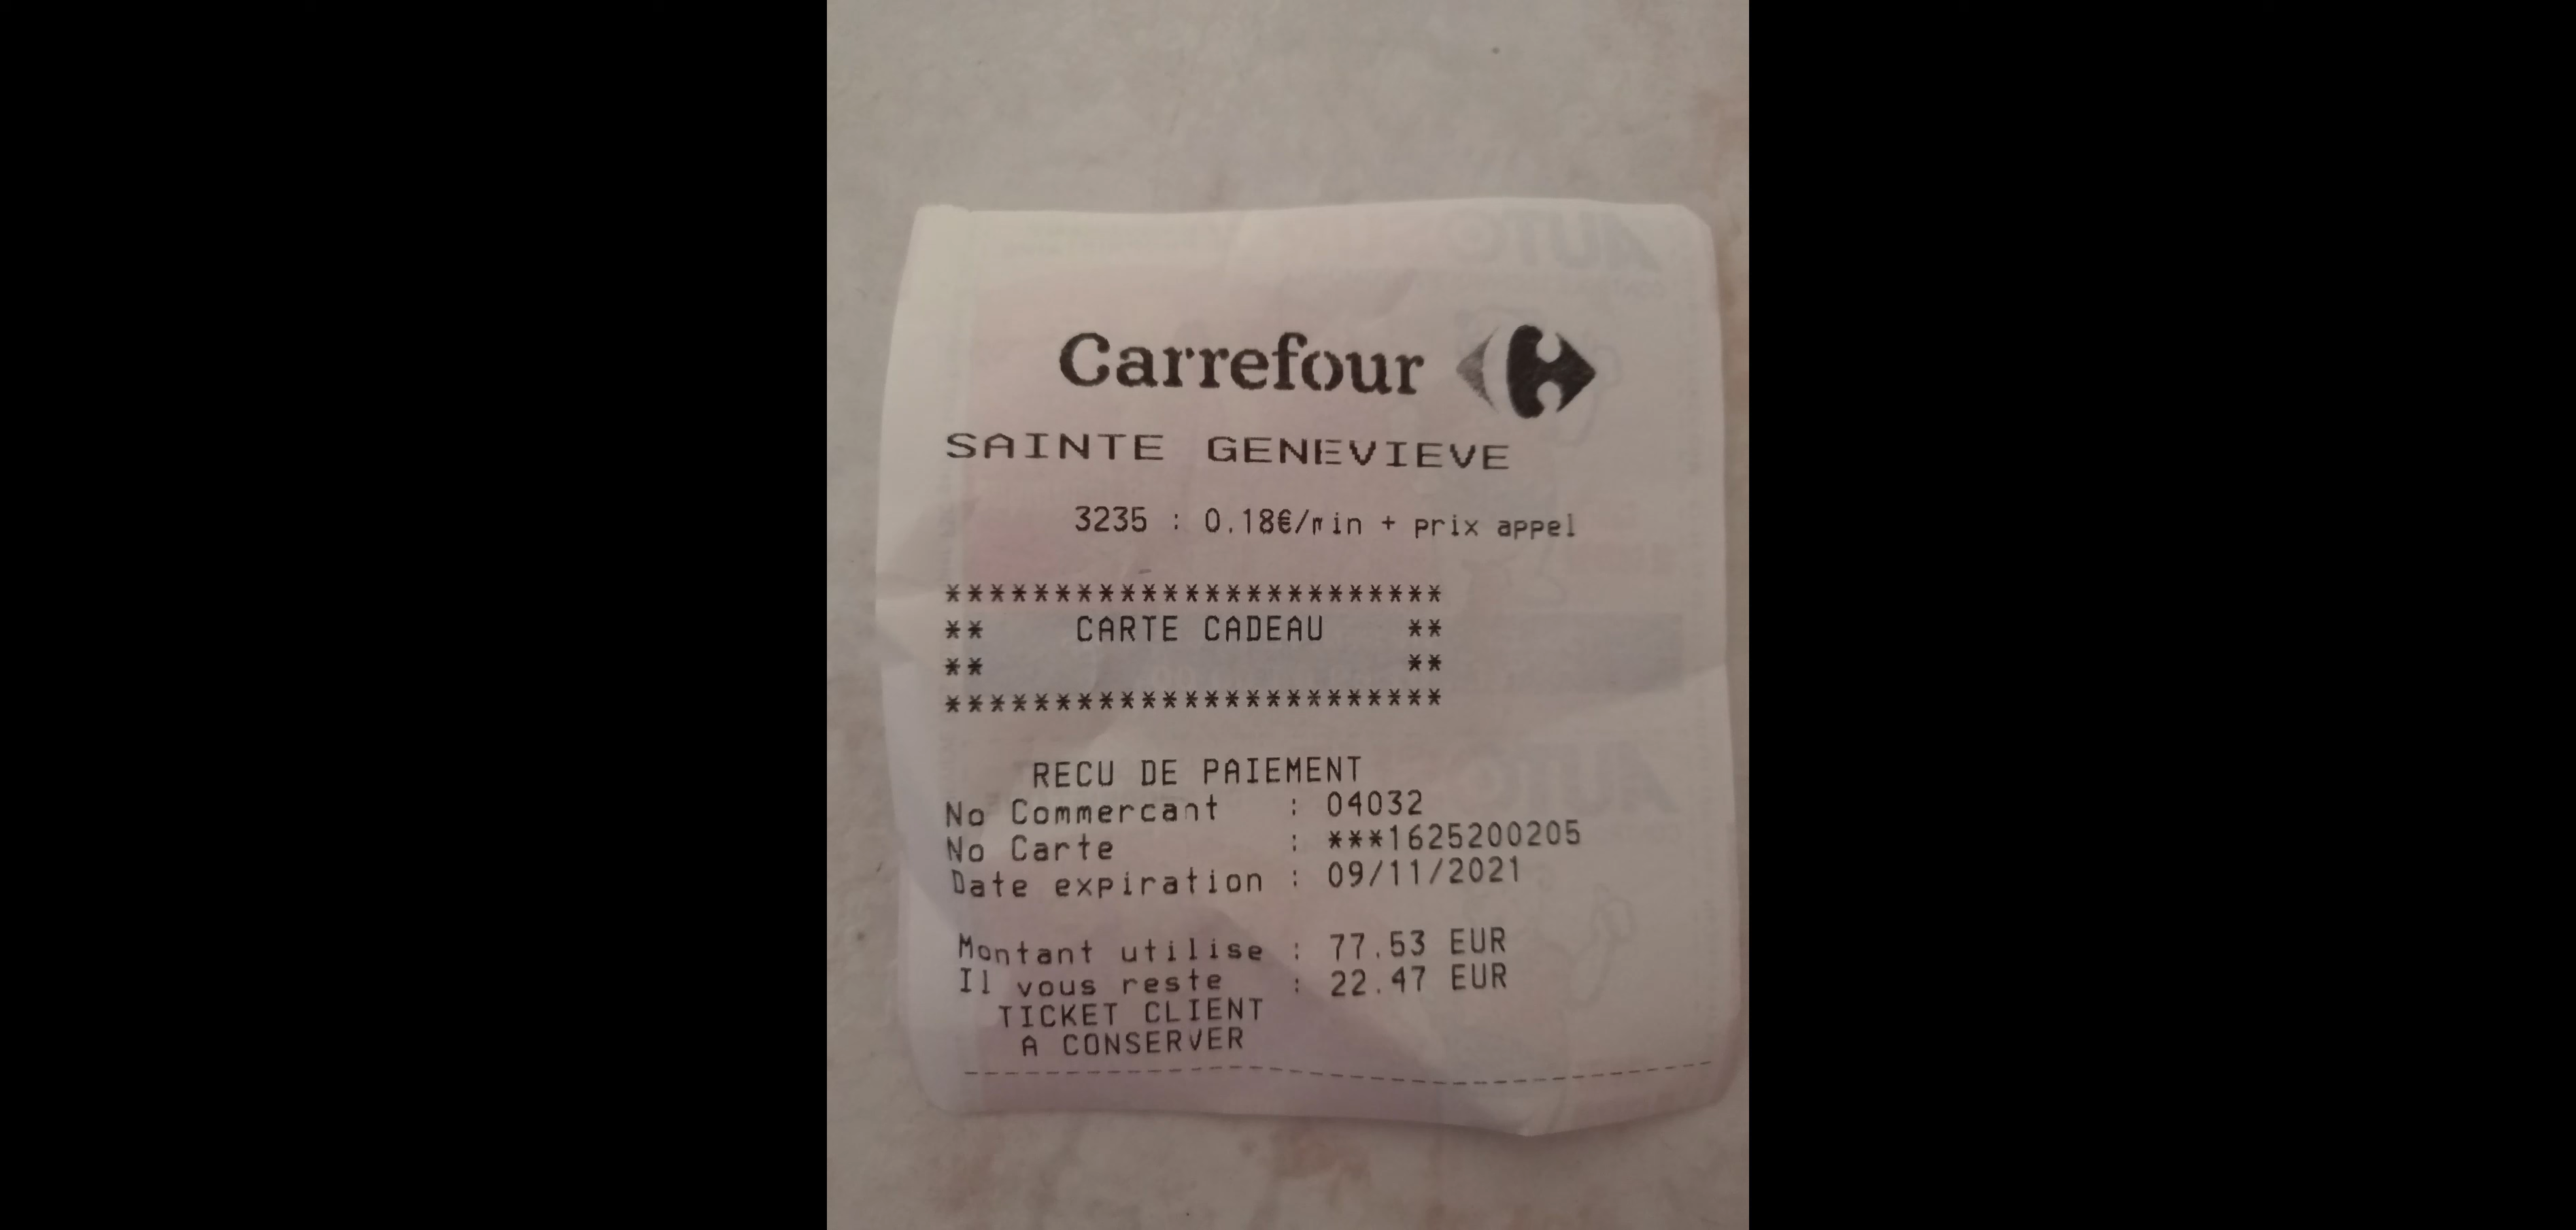 Carrefour
SAINTE GENEVIEVE
3235 : 0.18€/min + prix appel
***********************
** CARTE CADEAU **
** **
***********************
RECU DE PAIEMENT
No Commercant : 04032
No Carte : ***1625200205
Date expiration : 09/11/2021
Montant utilise : 77.53 EUR
Il vous reste : 22.47 EUR
TICKET CLIENT
A CONSERVER